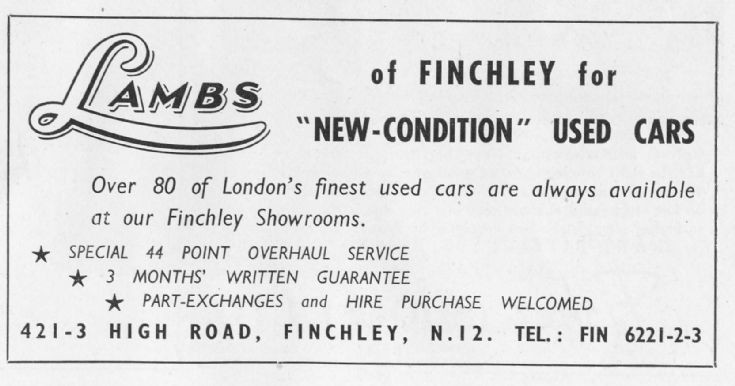 LAMBS
of FINCHLEY for
"NEW-CONDITION" USED CARS
Over 80 of London's finest used cars are always available
at our Finchley Showrooms.
★ SPECIAL 44 POINT OVERHAUL SERVICE
★ 3 MONTHS' WRITTEN GUARANTEE
★ PART-EXCHANGES and HIRE PURCHASE WELCOMED
421-3 HIGH ROAD, FINCHLEY, N.12. TEL.: FIN 6221-2-3